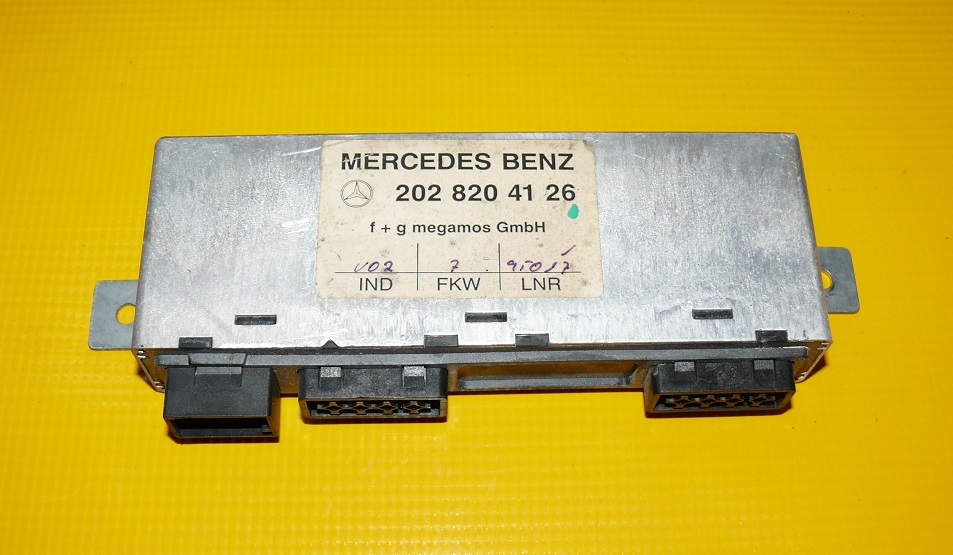 MERCEDES BENZ
202 820 41 26
f + g megamos GmbH
V02 7
IND FKW LNR